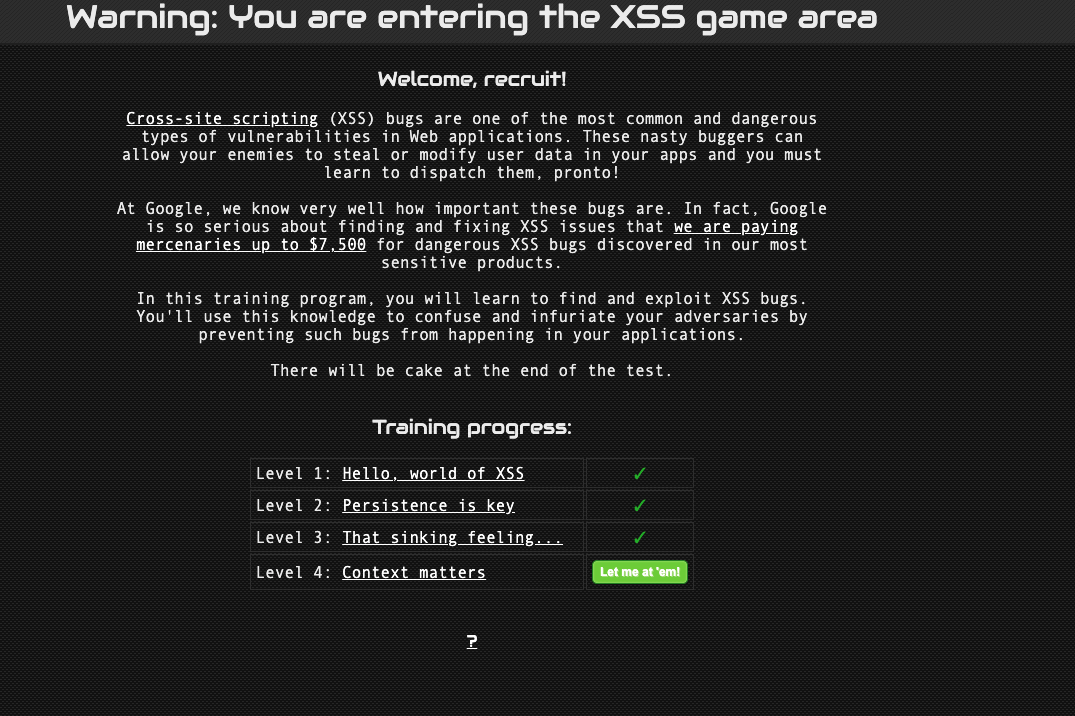 Warning: You are entering the XSS game area
Welcome, recruit!
Cross-site scripting (XSS) bugs are one of the most common and dangerous
types of vulnerabilities in Web applications. These nasty buggers can
allow your enemies to steal or modify user data in your apps and you must
learn to dispatch them, pronto!
At Google, we know very well how important these bugs are. In fact, Google
is so serious about finding and fixing XSS issues that we are paying
mercenaries up to $7,500 for dangerous XSS bugs discovered in our most
sensitive products.
In this training program, you will learn to find and exploit XSS bugs.
You'll use this knowledge to confuse and infuriate your adversaries by
preventing such bugs from happening in your applications.
There will be cake at the end of the test.
Training progress:
Level 1: Hello, world of XSS ✓
Level 2: Persistence is key ✓
Level 3: That sinking feeling... ✓
Level 4: Context matters Let me at 'em!
?